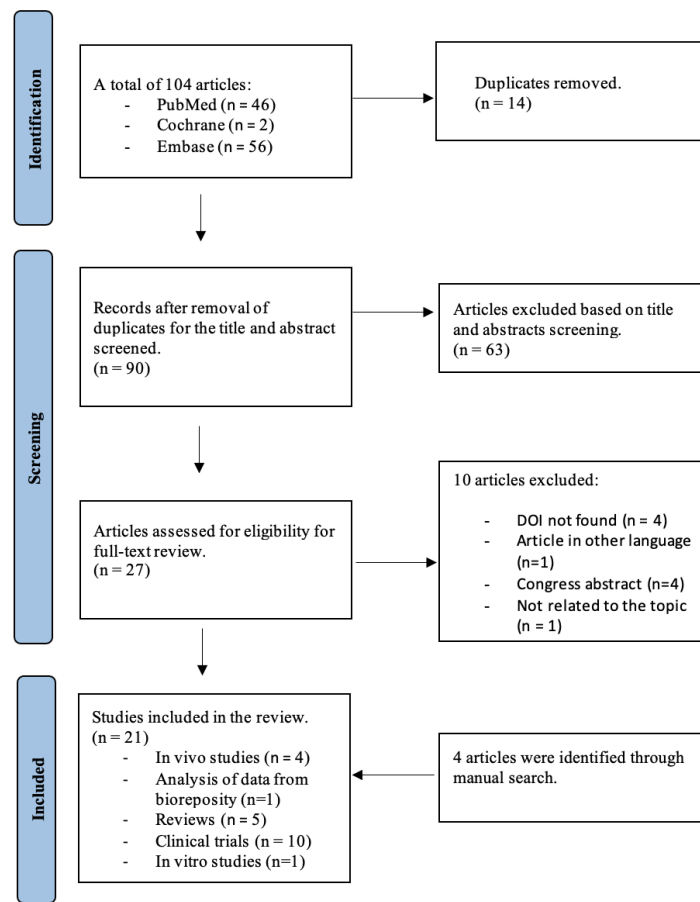 Identification
A total of 104 articles:
- PubMed (n = 46)
- Cochrane (n = 2)
- Embase (n = 56)
Duplicates removed.
(n = 14)
Screening
Records after removal of
duplicates for the title and abstract
screened.
(n = 90)
Articles excluded based on title
and abstracts screening.
(n = 63)
Articles assessed for eligibility for
full-text review.
(n = 27)
10 articles excluded:
- DOI not found (n = 4)
- Article in other language
(n=1)
- Congress abstract (n=4)
- Not related to the topic
(n = 1)
Included
Studies included in the review.
(n = 21)
- In vivo studies (n = 4)
- Analysis of data from
bioreposity (n=1)
- Reviews (n = 5)
- Clinical trials (n = 10)
- In vitro studies (n=1)
4 articles were identified through
manual search.